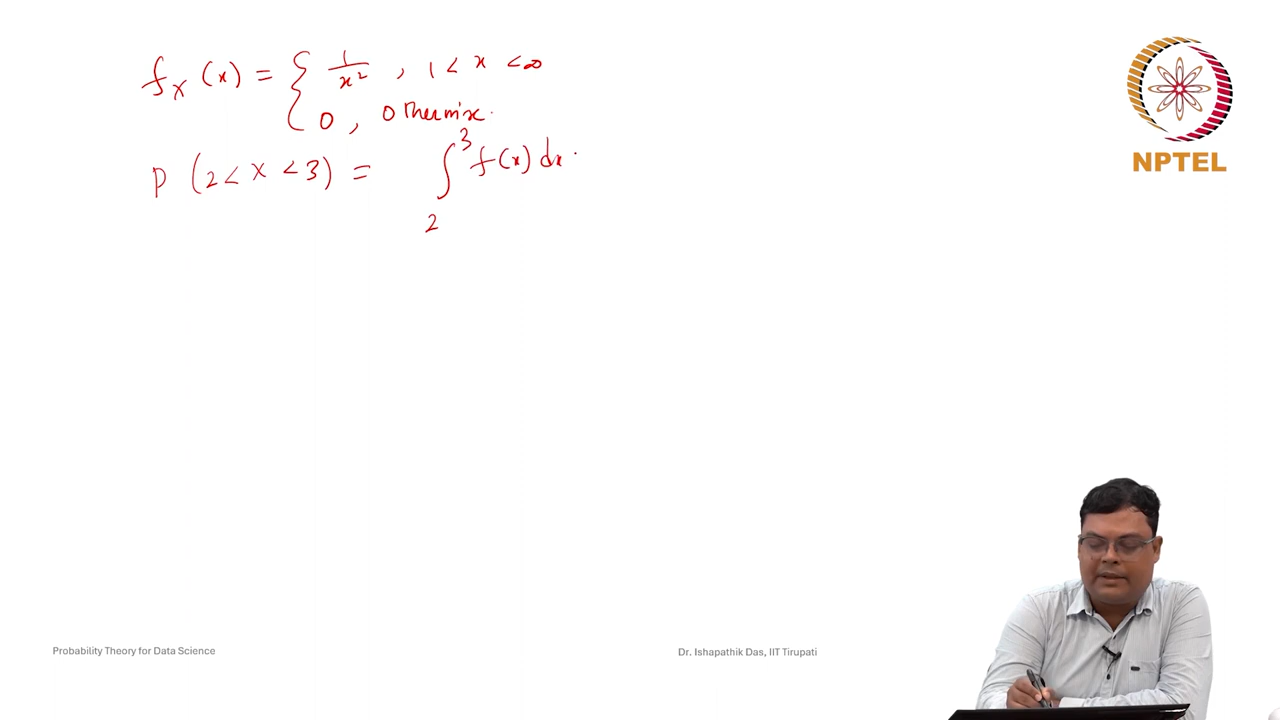 f_X (x) = { 1/x² , 1 < x < ∞
0 , otherwise.
P (2 < X < 3) = ∫_2^3 f(x) dx.
NPTEL
Probability Theory for Data Science
Dr. Ishapathik Das, IIT Tirupati